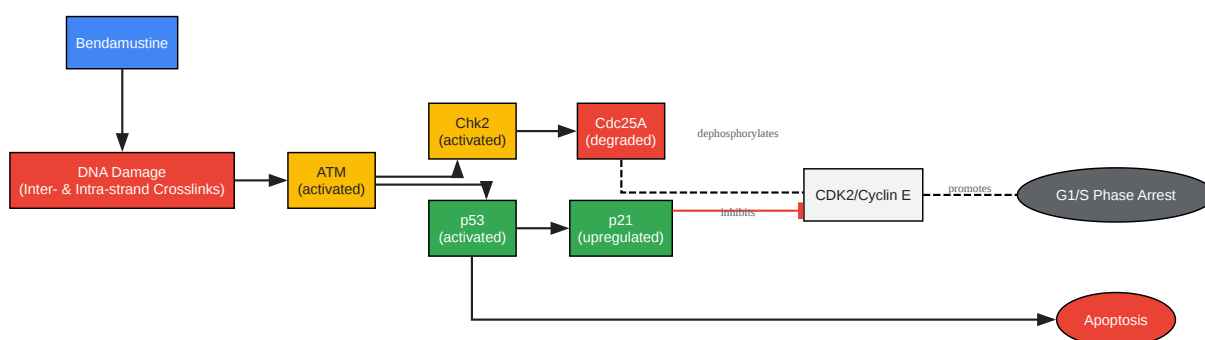 Bendamustine
DNA Damage
(Inter- & Intra-strand Crosslinks)
ATM
(activated)
Chk2
(activated)
Cdc25A
(degraded)
dephosphorylates
p53
(activated)
p21
(upregulated)
inhibits
CDK2/Cyclin E
promotes
G1/S Phase Arrest
Apoptosis